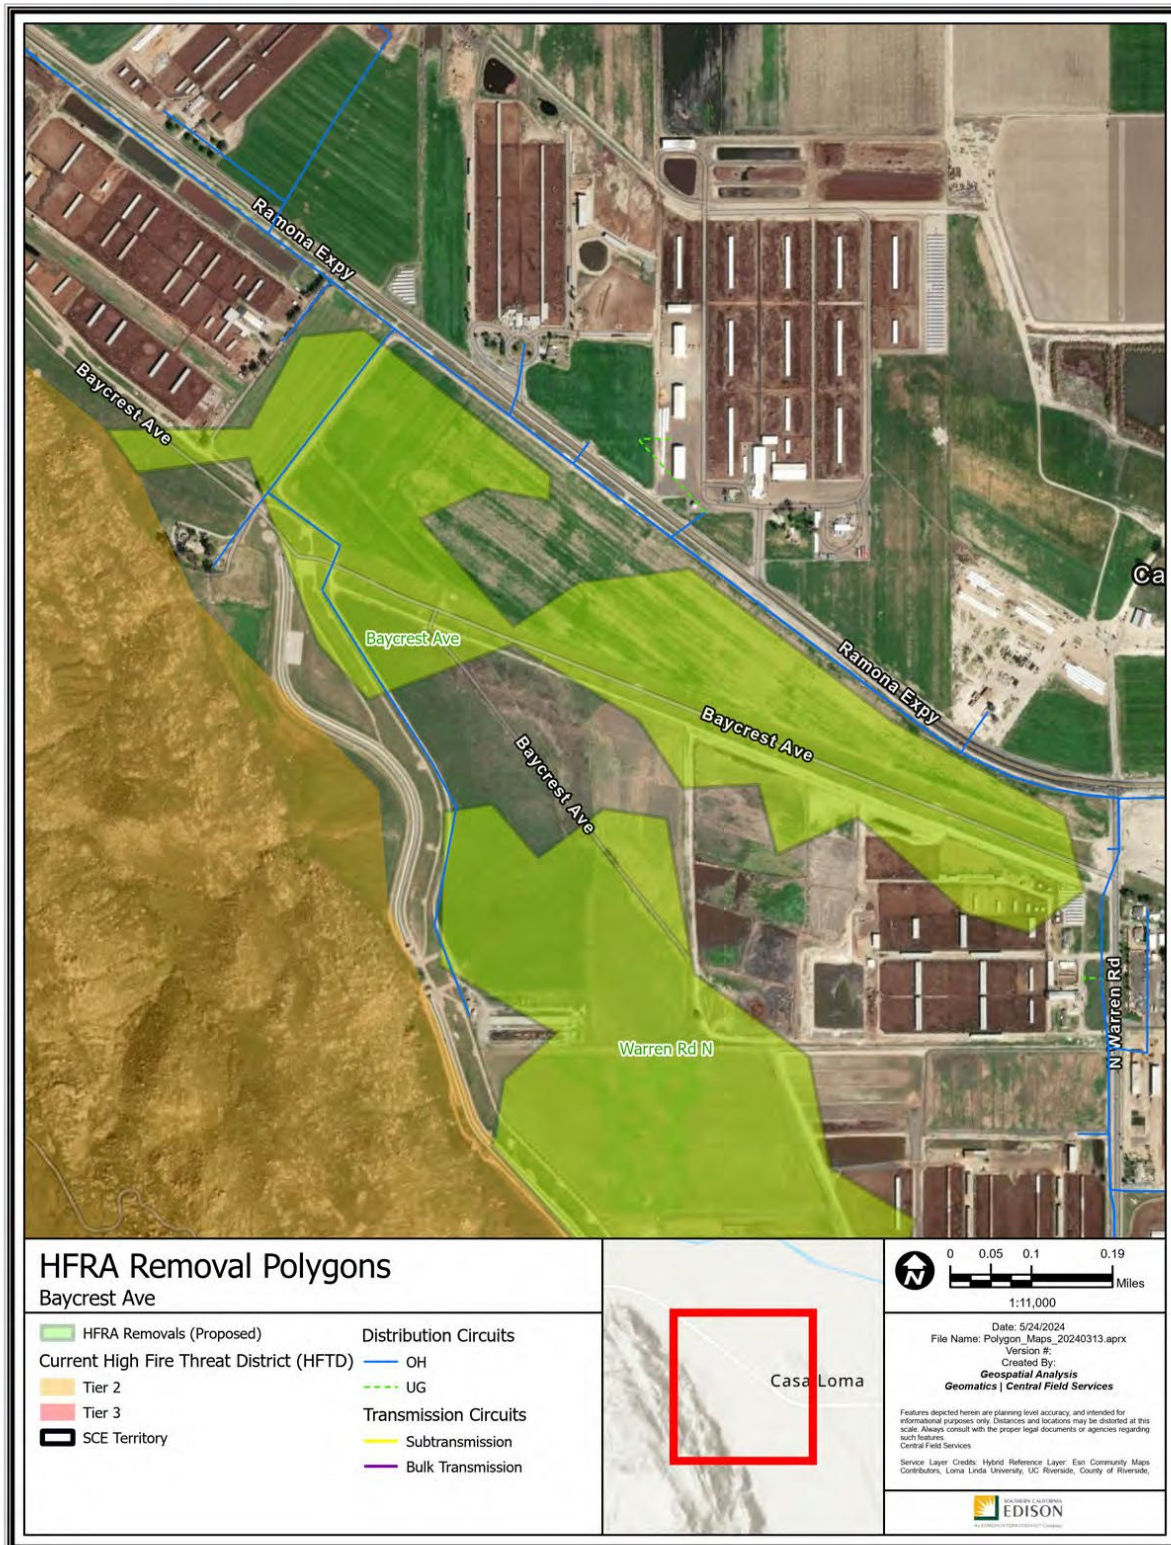 Ramona Expy
Baycrest Ave
Ca
Baycrest Ave
Ramona Expy
Baycrest Ave
Baycrest Ave
N Warren Rd
Warren Rd N
HFRA Removal Polygons
Baycrest Ave
HFRA Removals (Proposed)
Current High Fire Threat District (HFTD)
Tier 2
Tier 3
SCE Territory
Distribution Circuits
OH
UG
Transmission Circuits
Subtransmission
Bulk Transmission
Casa Loma
N
0 0.05 0.1 0.19
Miles
1:11,000
Date: 5/24/2024
File Name: Polygon_Maps_20240313.aprx
Version #:
Created By:
Geospatial Analysis
Geomatics | Central Field Services
Features depicted herein are planning level accuracy, and intended for
informational purposes only. Distances and locations may be distorted at this
scale. Always consult with the proper legal documents or agencies regarding
such features.
Central Field Services
Service Layer Credits: Hybrid Reference Layer: Esri Community Maps
Contributors, Loma Linda University, UC Riverside, County of Riverside,
SOUTHERN CALIFORNIA
EDISON